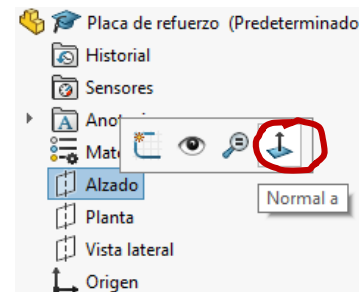 Placa de refuerzo (Predeterminado
Historial
Sensores
A
Alzado
Normal a
Planta
Vista lateral
Origen